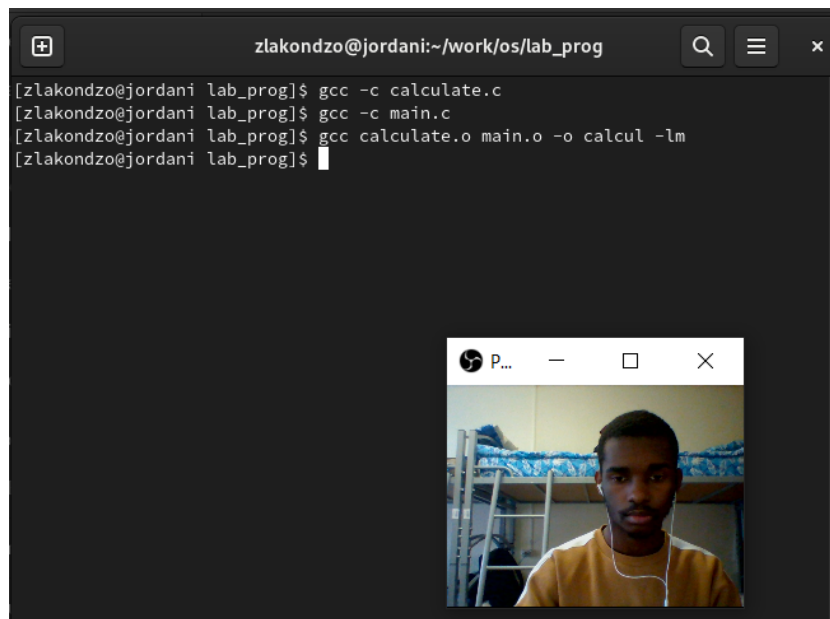 zlakondzo@jordani:~/work/os/lab_prog
[zlakondzo@jordani lab_prog]$ gcc -c calculate.c
[zlakondzo@jordani lab_prog]$ gcc -c main.c
[zlakondzo@jordani lab_prog]$ gcc calculate.o main.o -o calcul -lm
[zlakondzo@jordani lab_prog]$
P...